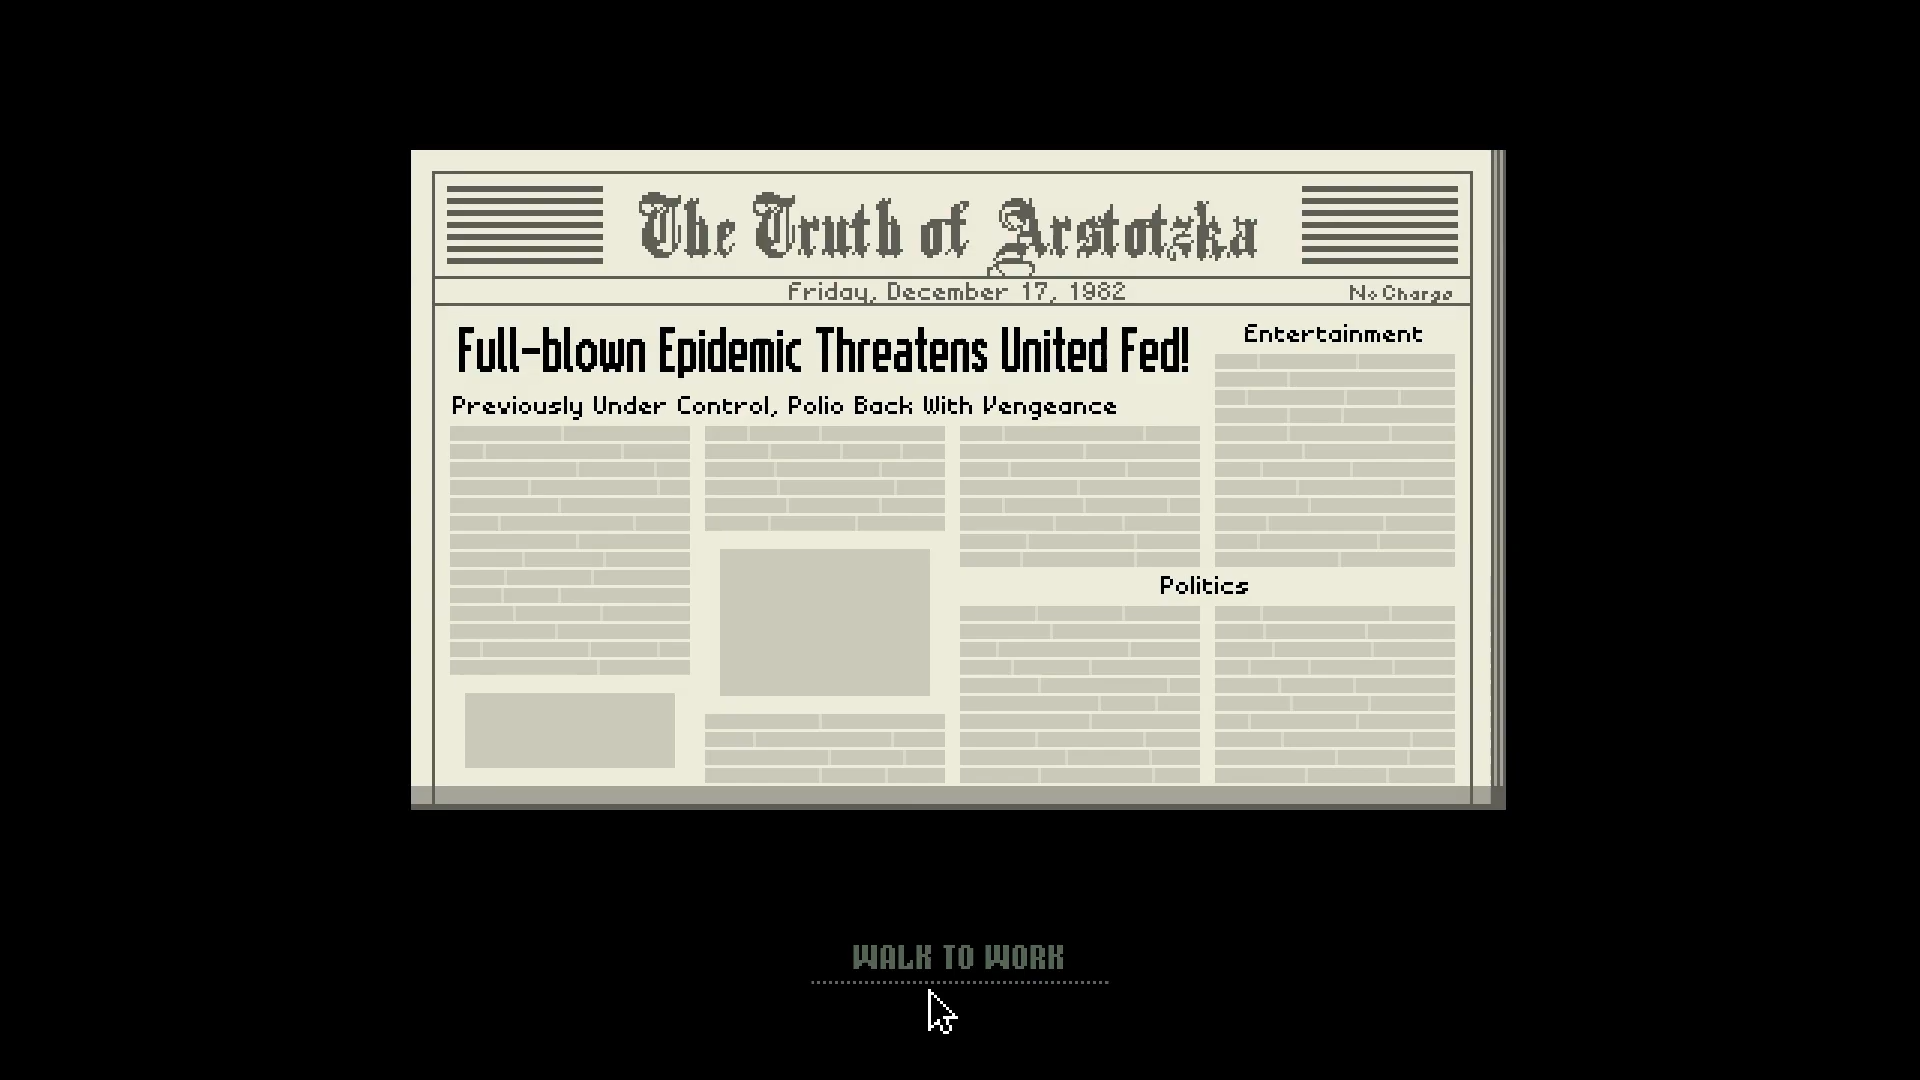 The Truth of Arstotzka
Friday, December 17, 1982
No Charge
Full-blown Epidemic Threatens United Fed!
Previously Under Control, Polio Back With Vengeance
Entertainment
Politics
WALK TO WORK